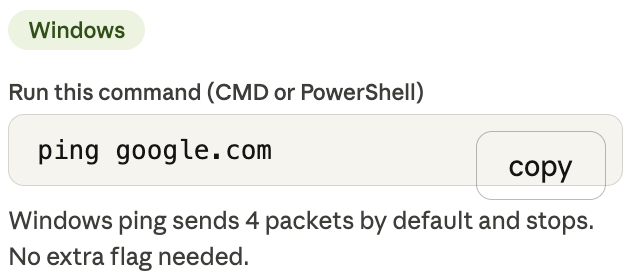 Windows
Run this command (CMD or PowerShell)
ping google.com
copy
Windows ping sends 4 packets by default and stops.
No extra flag needed.